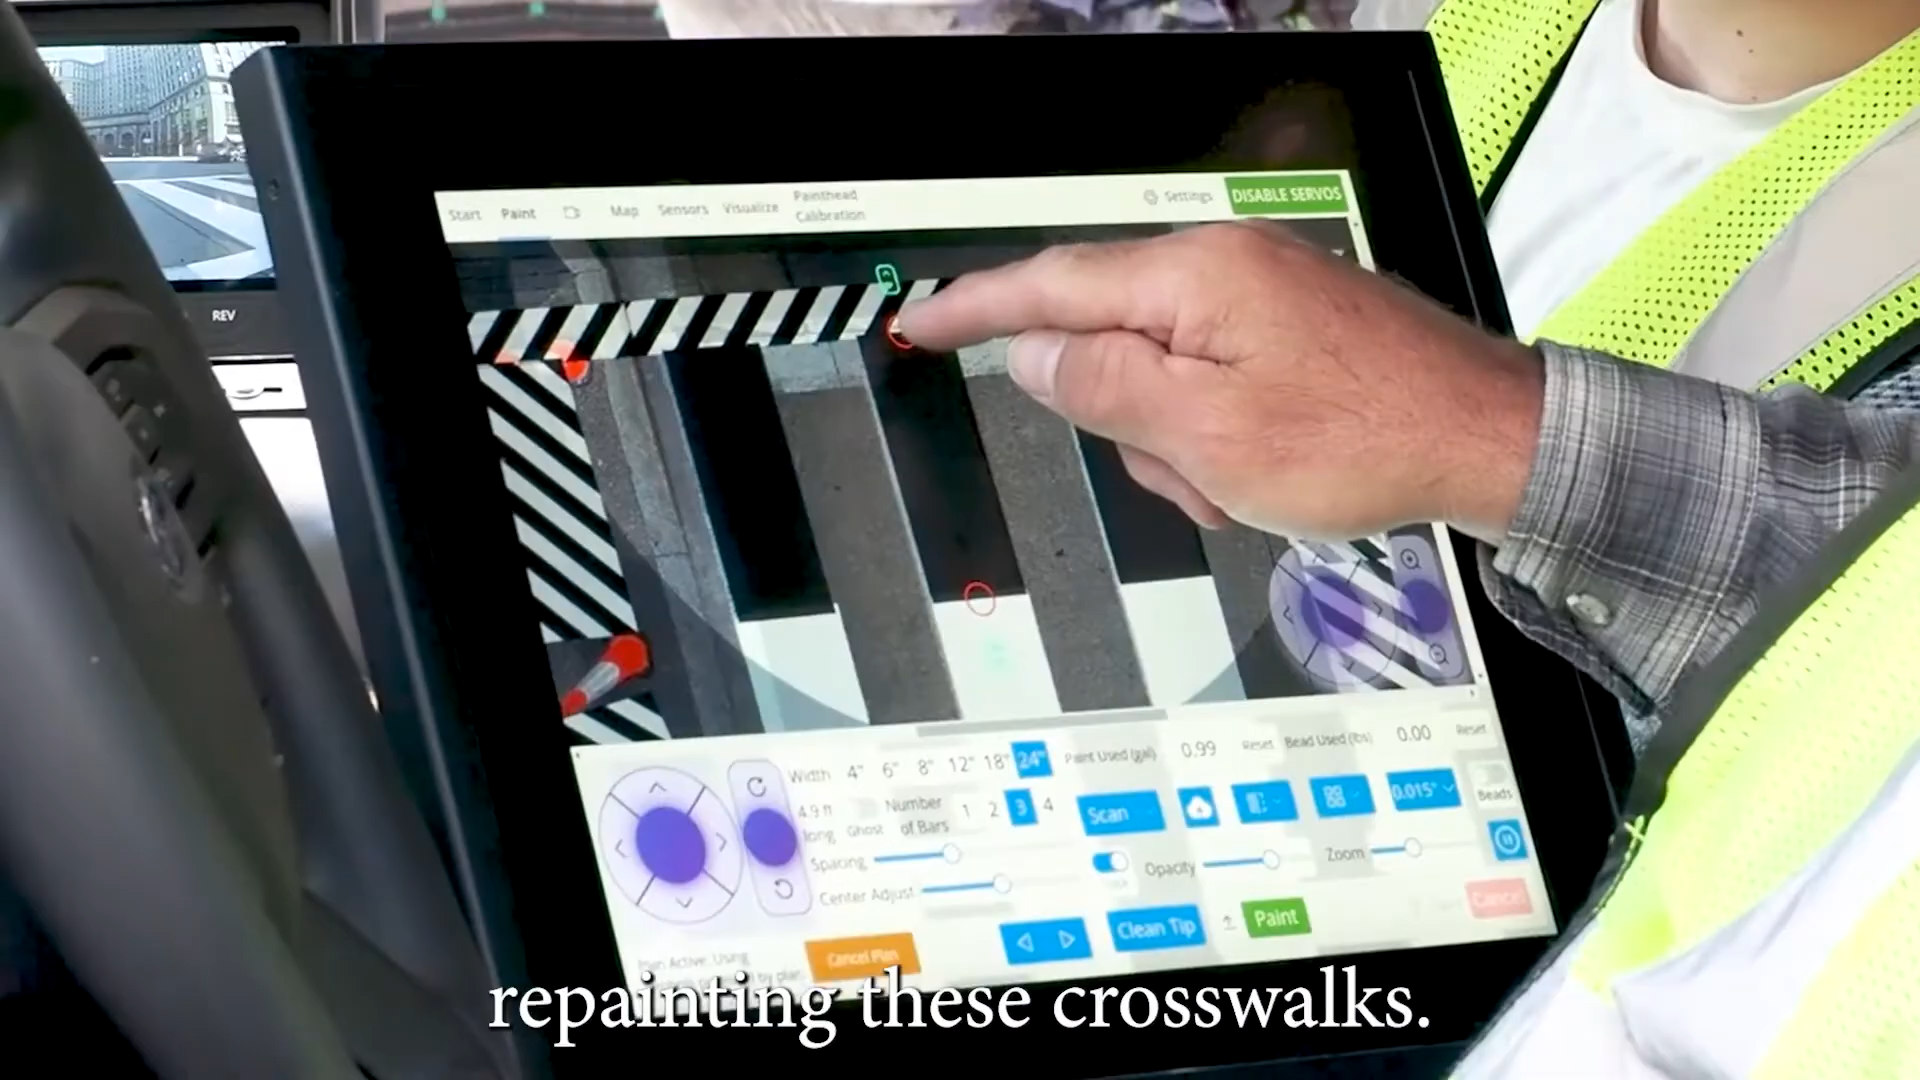 Start Paint Map Sensors Visualize Painthead Calibration Settings DISABLE SERVOS
REV
Width 4" 6" 8" 12" 18" 24" Paint Used (gal) 0.99 Reset Bead Used (lbs) 0.00 Reset
4.9 ft long Ghost Number of Bars 1 2 3 4 Scan 0.015" Beads
Spacing Opacity Zoom
Center Adjust
Clean Tip Paint Cancel
Cancel Plan
repainting these crosswalks.